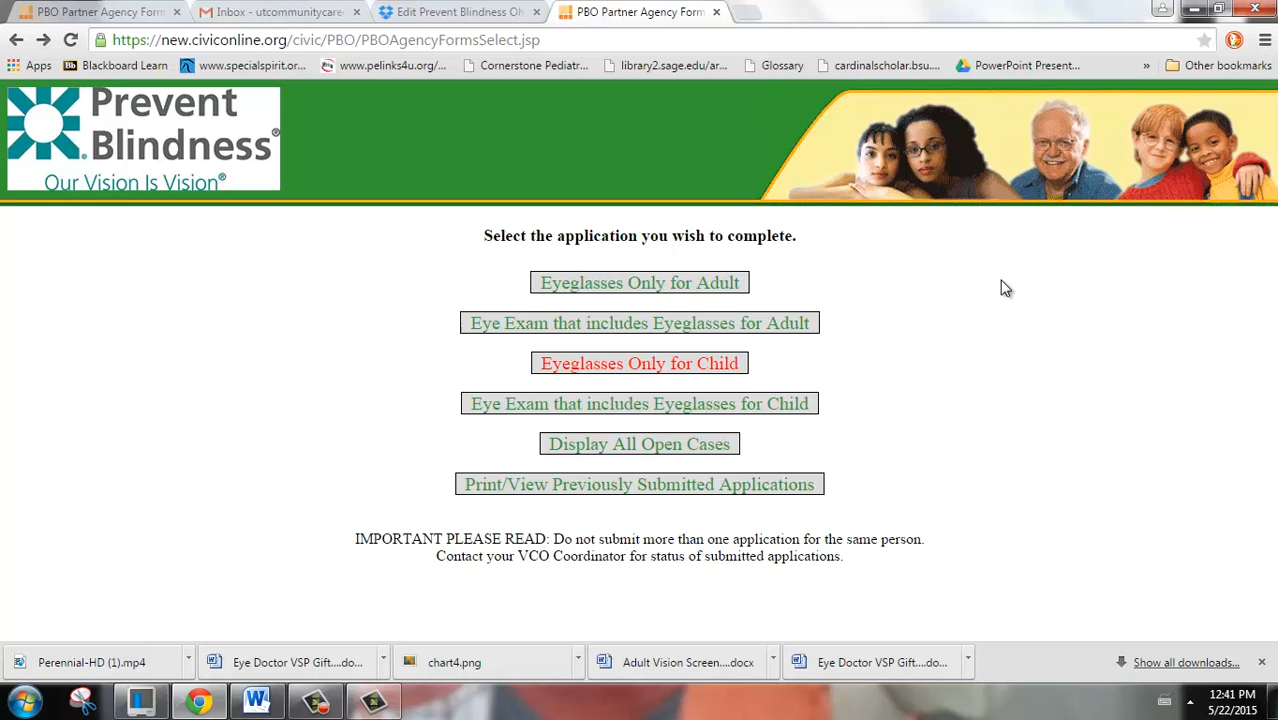 PBO Partner Agency Form
Inbox - utcommunitycare
Edit Prevent Blindness Oh
PBO Partner Agency Form
https://new.civiconline.org/civic/PBO/PBOAgencyFormsSelect.jsp
Apps
Blackboard Learn
www.specialspirit.org...
www.pelinks4u.org/...
Cornerstone Pediatr...
library2.sage.edu/ar...
Glossary
cardinalscholar.bsu....
PowerPoint Present...
»
Other bookmarks
Prevent
Blindness®
Our Vision Is Vision®
Select the application you wish to complete.
Eyeglasses Only for Adult
Eye Exam that includes Eyeglasses for Adult
Eyeglasses Only for Child
Eye Exam that includes Eyeglasses for Child
Display All Open Cases
Print/View Previously Submitted Applications
IMPORTANT PLEASE READ: Do not submit more than one application for the same person.
Contact your VCO Coordinator for status of submitted applications.
Perennial-HD (1).mp4
Eye Doctor VSP Gift....do...
chart4.png
Adult Vision Screen....docx
Eye Doctor VSP Gift....do...
Show all downloads...
12:41 PM
5/22/2015